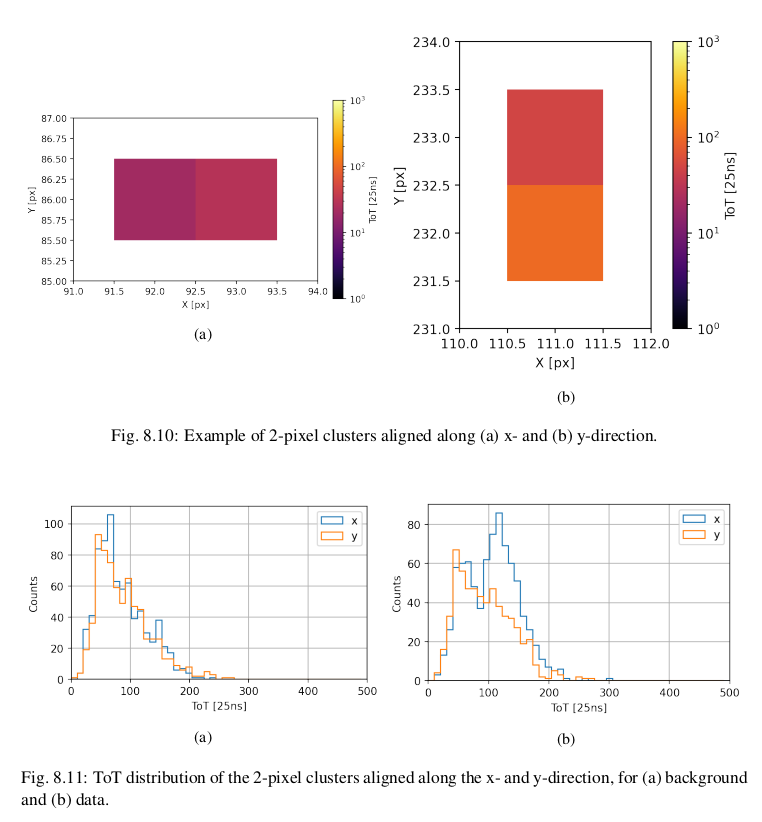 87.00
86.75
86.50
86.25
86.00
85.75
85.50
85.25
85.00
Y [px]
91.0 91.5 92.0 92.5 93.0 93.5 94.0
X [px]
10³
10²
10¹
10⁰
ToT [25ns]
(a)
234.0
233.5
233.0
232.5
232.0
231.5
231.0
Y [px]
110.0 110.5 111.0 111.5 112.0
X [px]
10³
10²
10¹
10⁰
ToT [25ns]
(b)
Fig. 8.10: Example of 2-pixel clusters aligned along (a) x- and (b) y-direction.
100
80
60
40
20
0
Counts
0 100 200 300 400 500
ToT [25ns]
x
y
(a)
80
60
40
20
0
Counts
0 100 200 300 400 500
ToT [25ns]
x
y
(b)
Fig. 8.11: ToT distribution of the 2-pixel clusters aligned along the x- and y-direction, for (a) background
and (b) data.